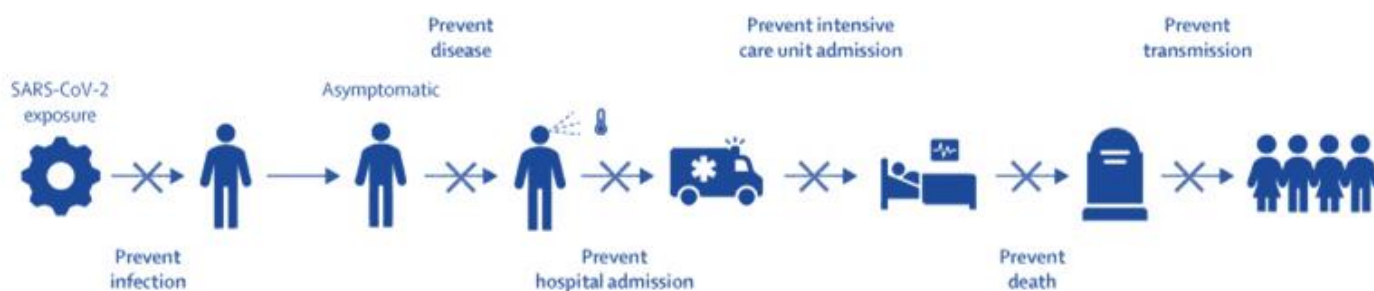 Prevent
disease
Prevent intensive
care unit admission
Prevent
transmission
SARS-CoV-2
exposure
Asymptomatic
Prevent
infection
Prevent
hospital admission
Prevent
death